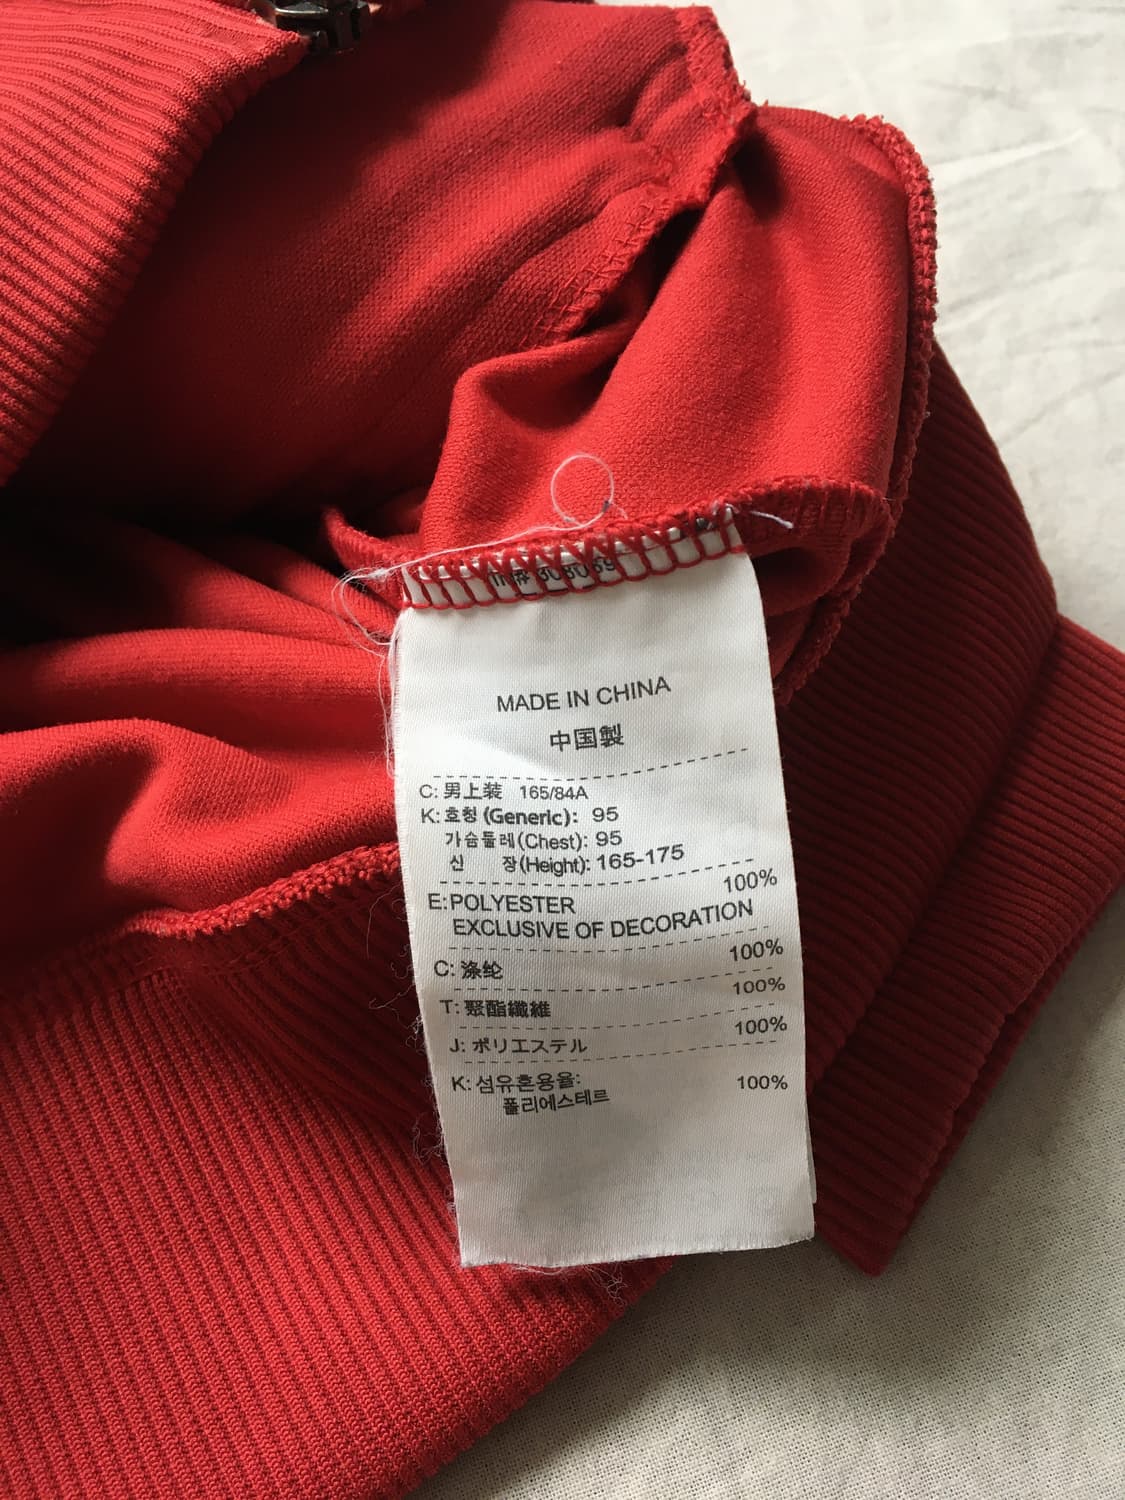 MADE IN CHINA
中国製
C: 男上装 165/84A
K: 호칭 (Generic): 95
가슴둘레(Chest): 95
신 장(Height): 165-175
E: POLYESTER 100%
EXCLUSIVE OF DECORATION
C: 涤纶 100%
T: 聚酯纖維 100%
J: ポリエステル 100%
K: 섬유혼용율:
폴리에스테르 100%